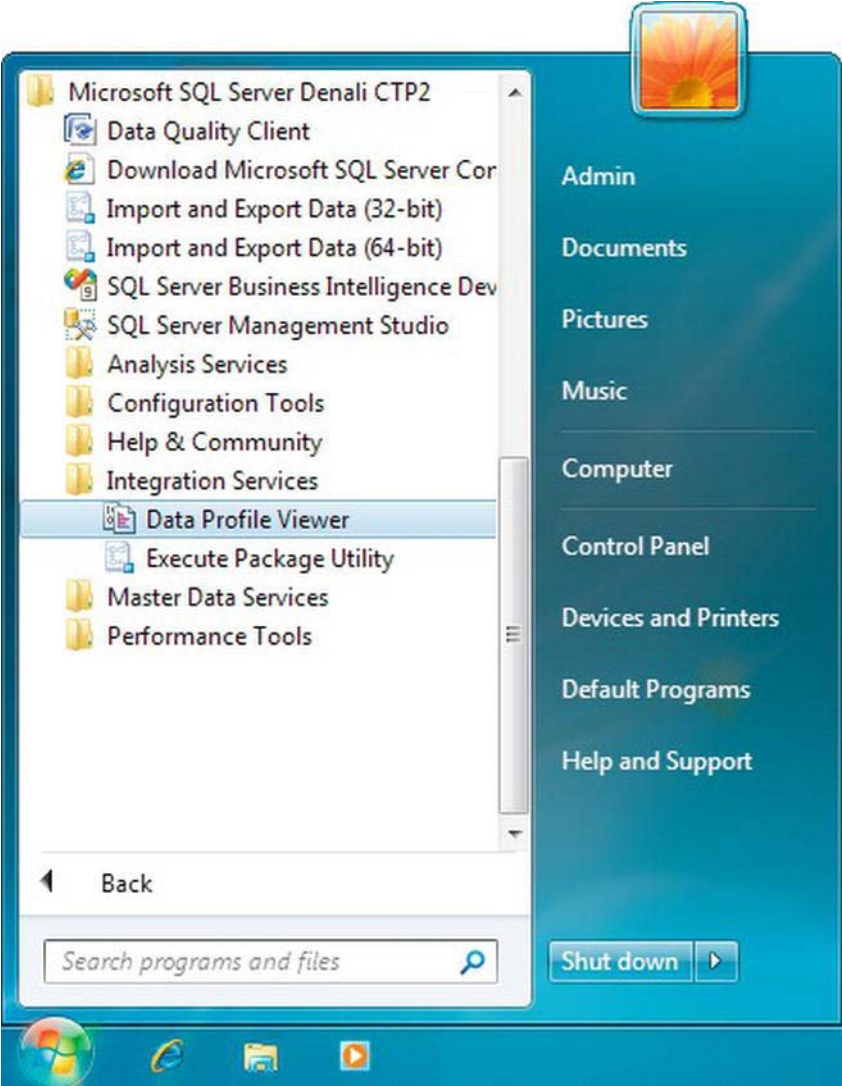 Microsoft SQL Server Denali CTP2
Data Quality Client
Download Microsoft SQL Server Cor
Import and Export Data (32-bit)
Import and Export Data (64-bit)
SQL Server Business Intelligence Dev
SQL Server Management Studio
Analysis Services
Configuration Tools
Help & Community
Integration Services
Data Profile Viewer
Execute Package Utility
Master Data Services
Performance Tools
Back
Search programs and files
Admin
Documents
Pictures
Music
Computer
Control Panel
Devices and Printers
Default Programs
Help and Support
Shut down